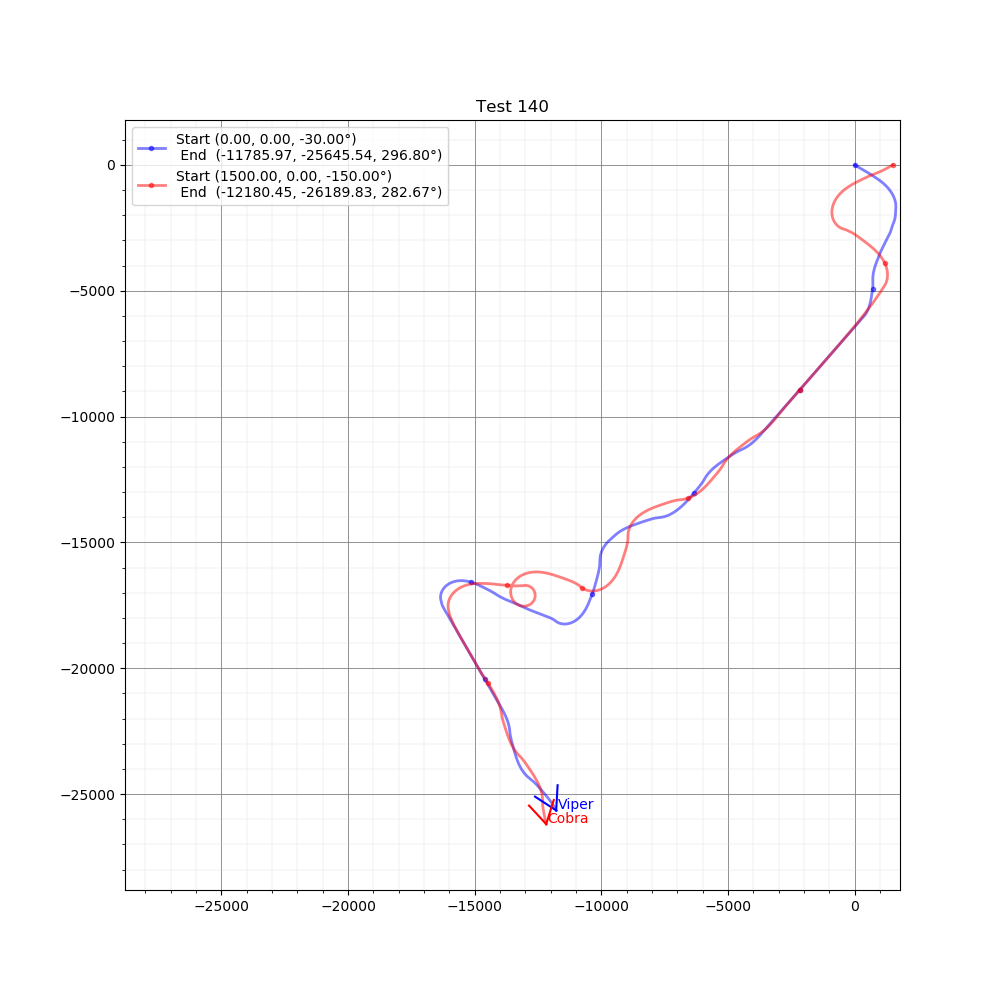 Test 140
Start (0.00, 0.00, -30.00°)
End (-11785.97, -25645.54, 296.80°)
Start (1500.00, 0.00, -150.00°)
End (-12180.45, -26189.83, 282.67°)
0
−5000
−10000
−15000
−20000
−25000
Viper
Cobra
−25000 −20000 −15000 −10000 −5000 0